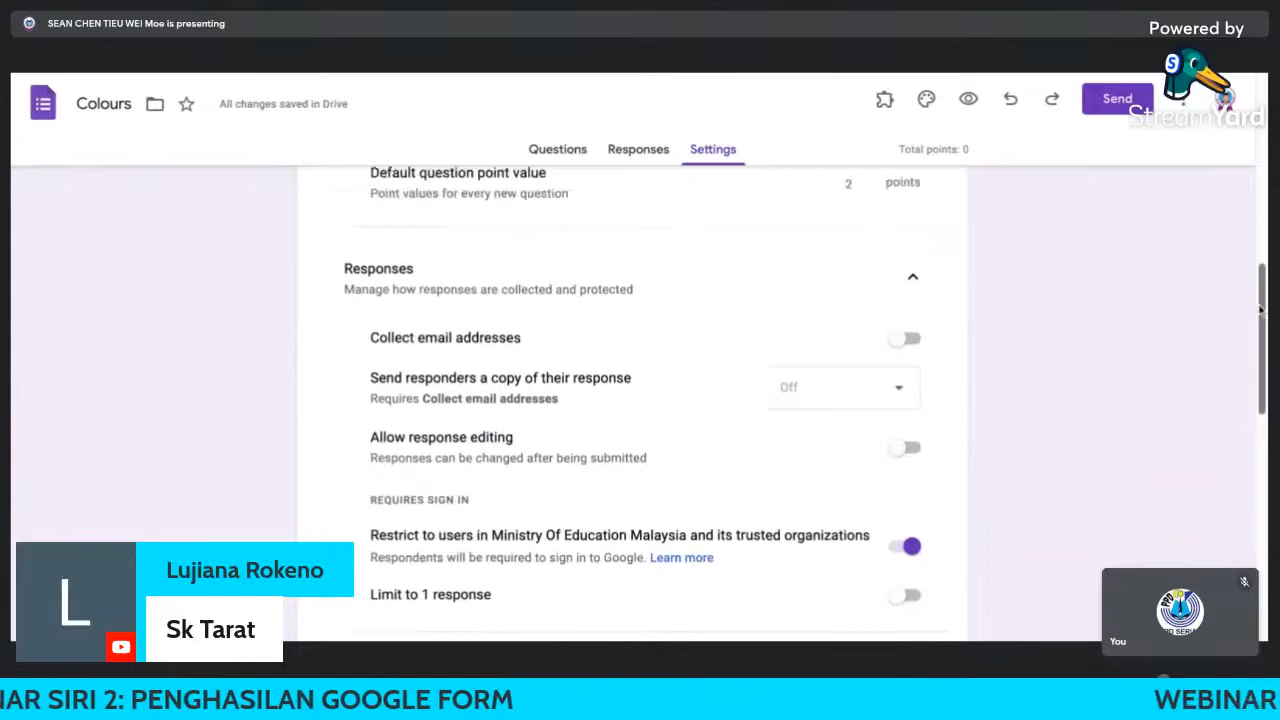 SEAN CHEN TIEU WEI Moe is presenting
Powered by
StreamYard
Colours
All changes saved in Drive
Send
Questions
Responses
Settings
Total points: 0
Default question point value
Point values for every new question
2
points
Responses
Manage how responses are collected and protected
Collect email addresses
Send responders a copy of their response
Requires Collect email addresses
Off
Allow response editing
Responses can be changed after being submitted
REQUIRES SIGN IN
Restrict to users in Ministry Of Education Malaysia and its trusted organizations
Respondents will be required to sign in to Google. Learn more
Limit to 1 response
L
Lujiana Rokeno
Sk Tarat
PPD
You
NAR SIRI 2: PENGHASILAN GOOGLE FORM
WEBINAR